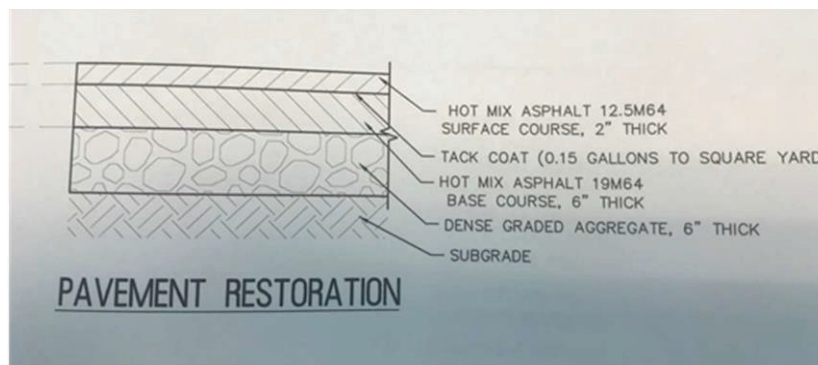 HOT MIX ASPHALT 12.5M64
SURFACE COURSE, 2" THICK
TACK COAT (0.15 GALLONS TO SQUARE YARD
HOT MIX ASPHALT 19M64
BASE COURSE, 6" THICK
DENSE GRADED AGGREGATE, 6" THICK
SUBGRADE
PAVEMENT RESTORATION